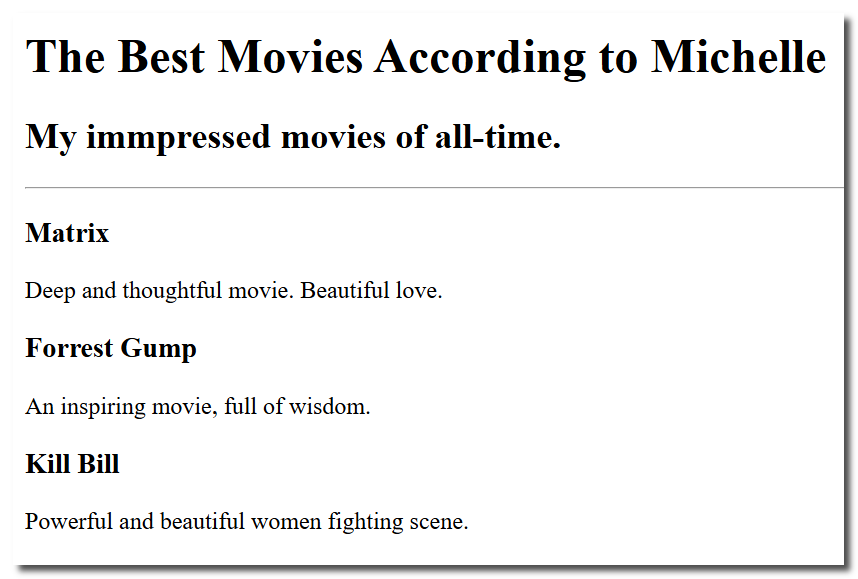 The Best Movies According to Michelle
My immpressed movies of all-time.
Matrix
Deep and thoughtful movie. Beautiful love.
Forrest Gump
An inspiring movie, full of wisdom.
Kill Bill
Powerful and beautiful women fighting scene.